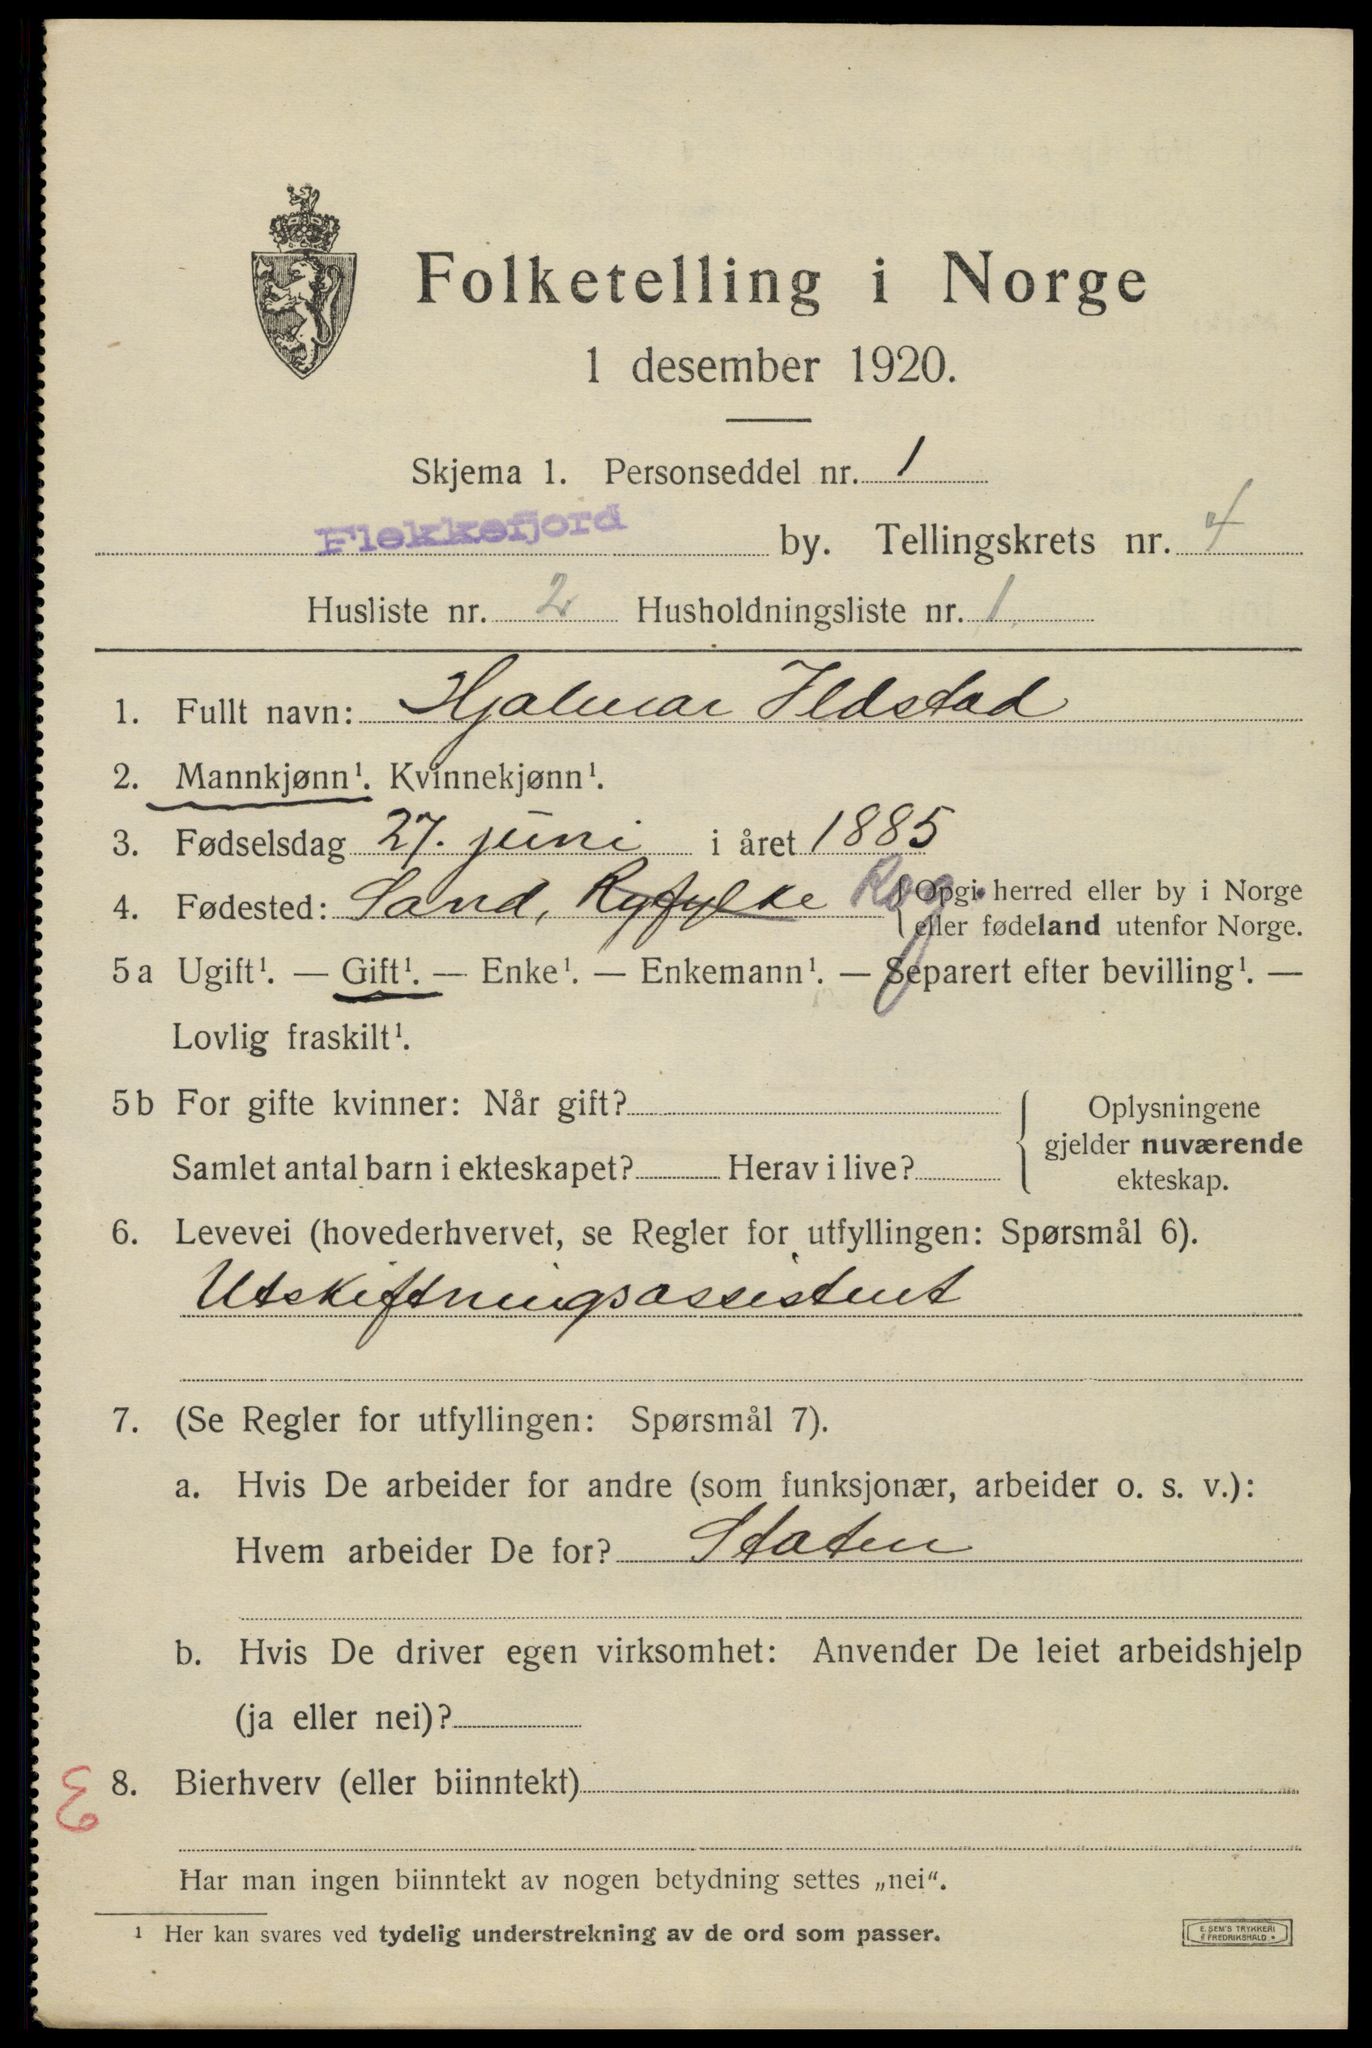 Folketelling i Norge
1 desember 1920.
Skjema 1. Personseddel nr. 1
Flekkefjord by. Tellingskrets nr. 4
Husliste nr. 2 Husholdningsliste nr. 1
1. Fullt navn: Hjalmar Ildstad
2. Mannkjønn¹. Kvinnekjønn¹.
3. Fødselsdag 27. juni i året 1885
4. Fødested: Sand, Ryfylke Rog. {Opgi herred eller by i Norge
eller fødeland utenfor Norge.
5a Ugift¹. — Gift¹. — Enke¹. — Enkemann¹. — Separert efter bevilling¹. —
Lovlig fraskilt¹.
5b For gifte kvinner: Når gift?
Samlet antal barn i ekteskapet? Herav i live?
Oplysningene
gjelder nuværende
ekteskap.
6. Levevei (hovederhvervet, se Regler for utfyllingen: Spørsmål 6).
Utskiftningsassistent
7. (Se Regler for utfyllingen: Spørsmål 7).
a. Hvis De arbeider for andre (som funksjonær, arbeider o. s. v.):
Hvem arbeider De for? Staten
b. Hvis De driver egen virksomhet: Anvender De leiet arbeidshjelp
(ja eller nei)?
8. Bierhverv (eller biinntekt)
Har man ingen biinntekt av nogen betydning settes „nei“.
¹ Her kan svares ved tydelig understrekning av de ord som passer.
E. SEM'S TRYKKERI
FREDRIKSHALD